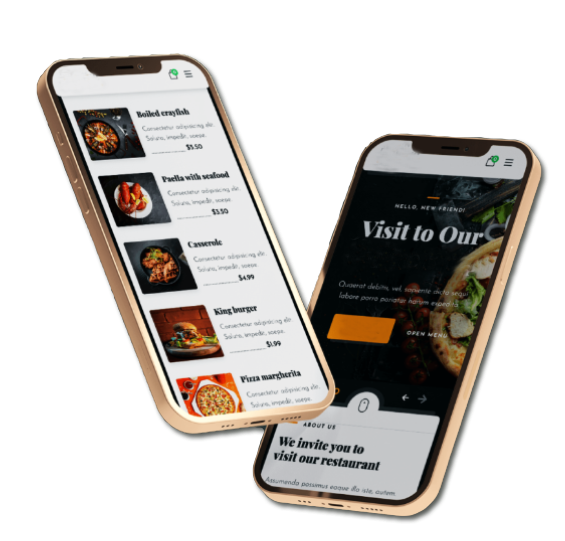 Boiled crayfish
Consectetur adipisicing elit.
Soluta, impedit, saepe.
$3.50
Paella with seafood
Consectetur adipisicing elit.
Soluta, impedit, saepe.
$3.50
Casserole
Consectetur adipisicing elit.
Soluta, impedit, saepe.
$4.99
King burger
Consectetur adipisicing elit.
Soluta, impedit, saepe.
$1.99
Pizza margherita
Consectetur adipisicing elit.
Soluta, impedit, saepe.
HELLO, NEW FRIEND!
Visit to Our
Quaerat debitis, vel, sapiente dicta sequi
labore porro pariatur harum expedita.
OPEN MENU
ABOUT US
We invite you to
visit our restaurant
Assumenda possimus eaque illo iste, autem.